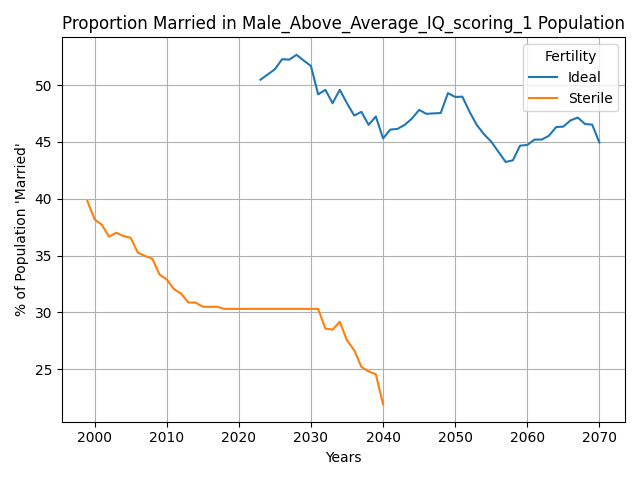 Proportion Married in Male_Above_Average_IQ_scoring_1 Population
% of Population 'Married'
50
45
40
35
30
25
Fertility
Ideal
Sterile
2000 2010 2020 2030 2040 2050 2060 2070
Years